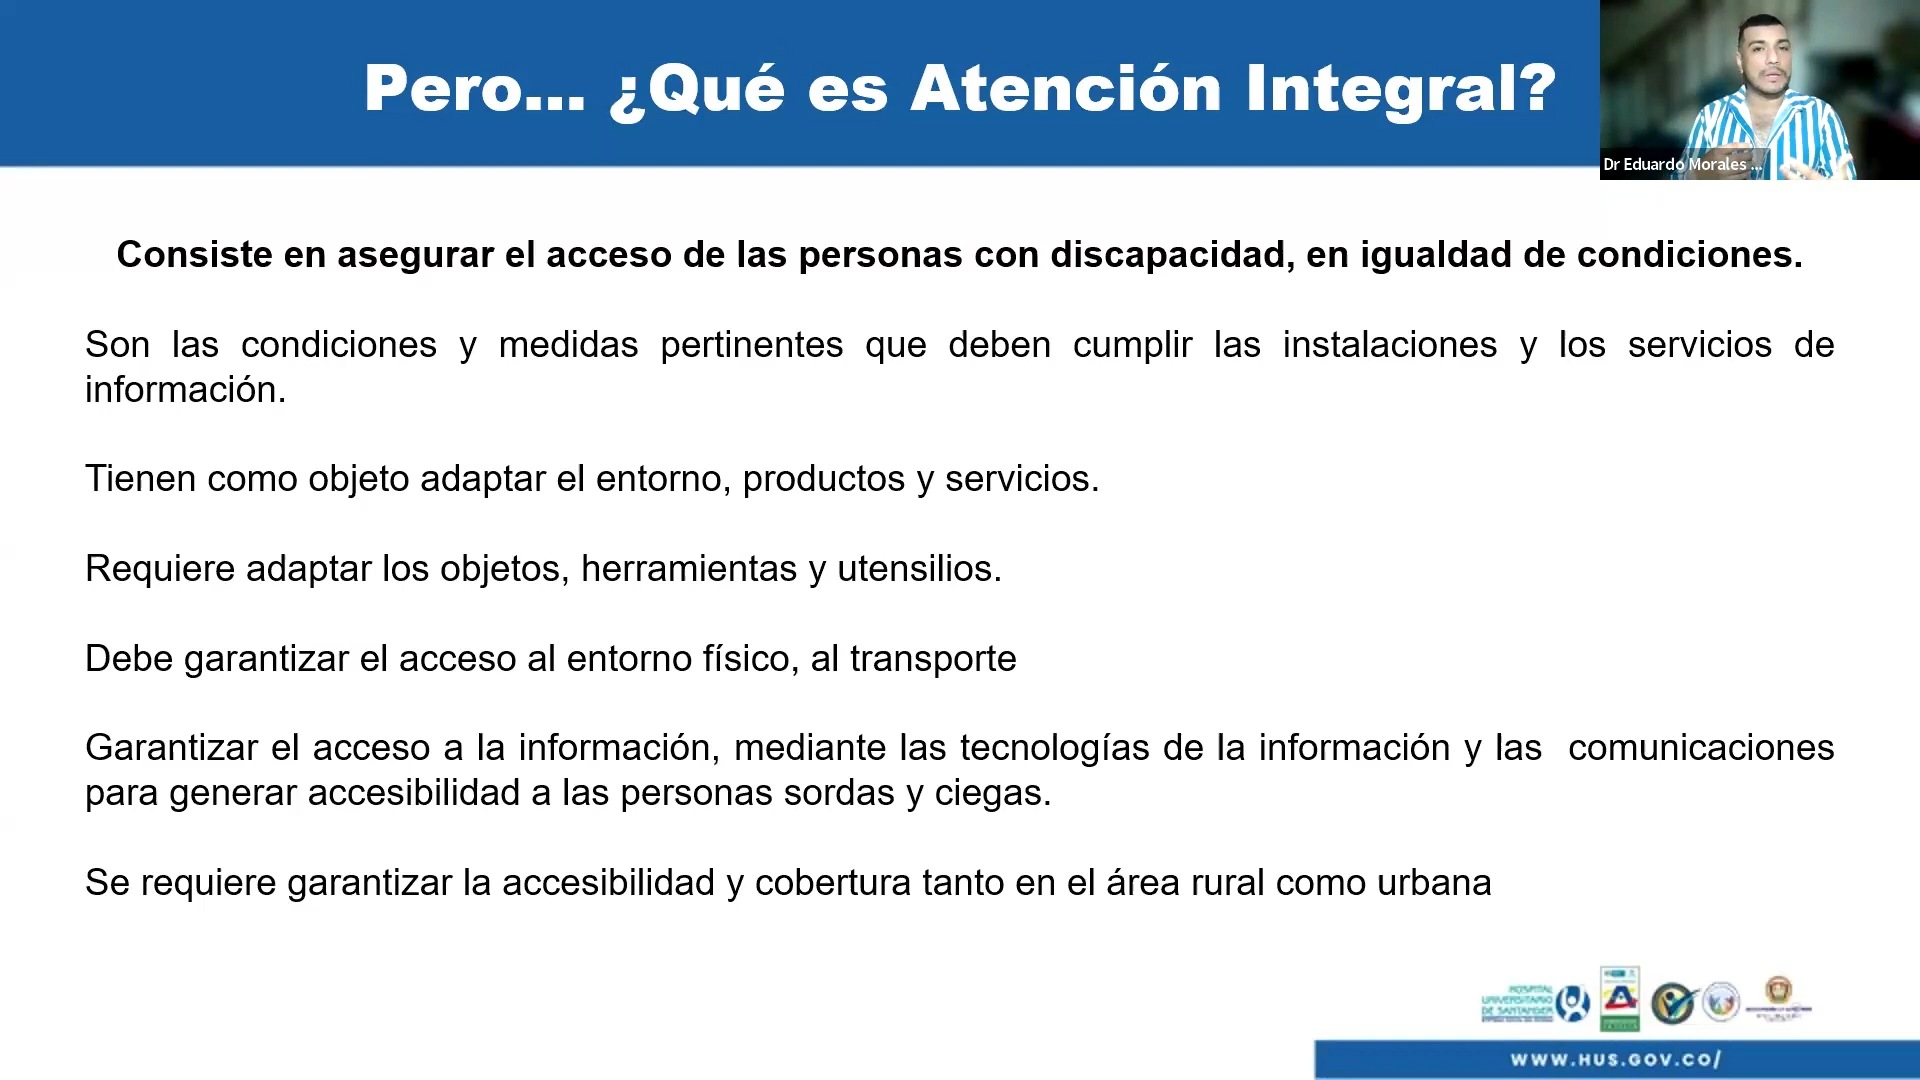 Pero... ¿Qué es Atención Integral?
Dr Eduardo Morales ...
Consiste en asegurar el acceso de las personas con discapacidad, en igualdad de condiciones.
Son las condiciones y medidas pertinentes que deben cumplir las instalaciones y los servicios de
información.
Tienen como objeto adaptar el entorno, productos y servicios.
Requiere adaptar los objetos, herramientas y utensilios.
Debe garantizar el acceso al entorno físico, al transporte
Garantizar el acceso a la información, mediante las tecnologías de la información y las  comunicaciones
para generar accesibilidad a las personas sordas y ciegas.
Se requiere garantizar la accesibilidad y cobertura tanto en el área rural como urbana
HOSPITAL
UNIVERSITARIO
DE SANTANDER
WWW.HUS.GOV.CO/